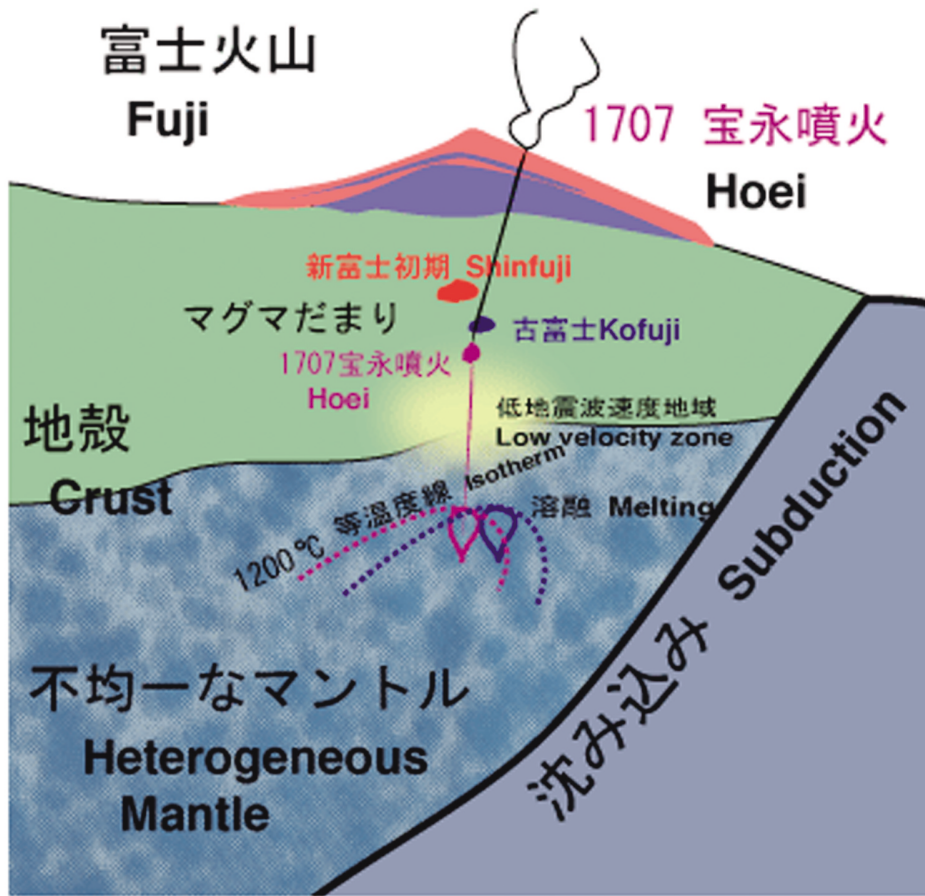 富士火山
Fuji
1707 宝永噴火
Hoei
新富士初期 Shinfuji
マグマだまり
古富士Kofuji
1707宝永噴火
Hoei
低地震波速度地域
Low velocity zone
地殻
Crust
1200℃ 等温度線 Isotherm
溶融 Melting
沈み込み Subduction
不均一なマントル
Heterogeneous
Mantle